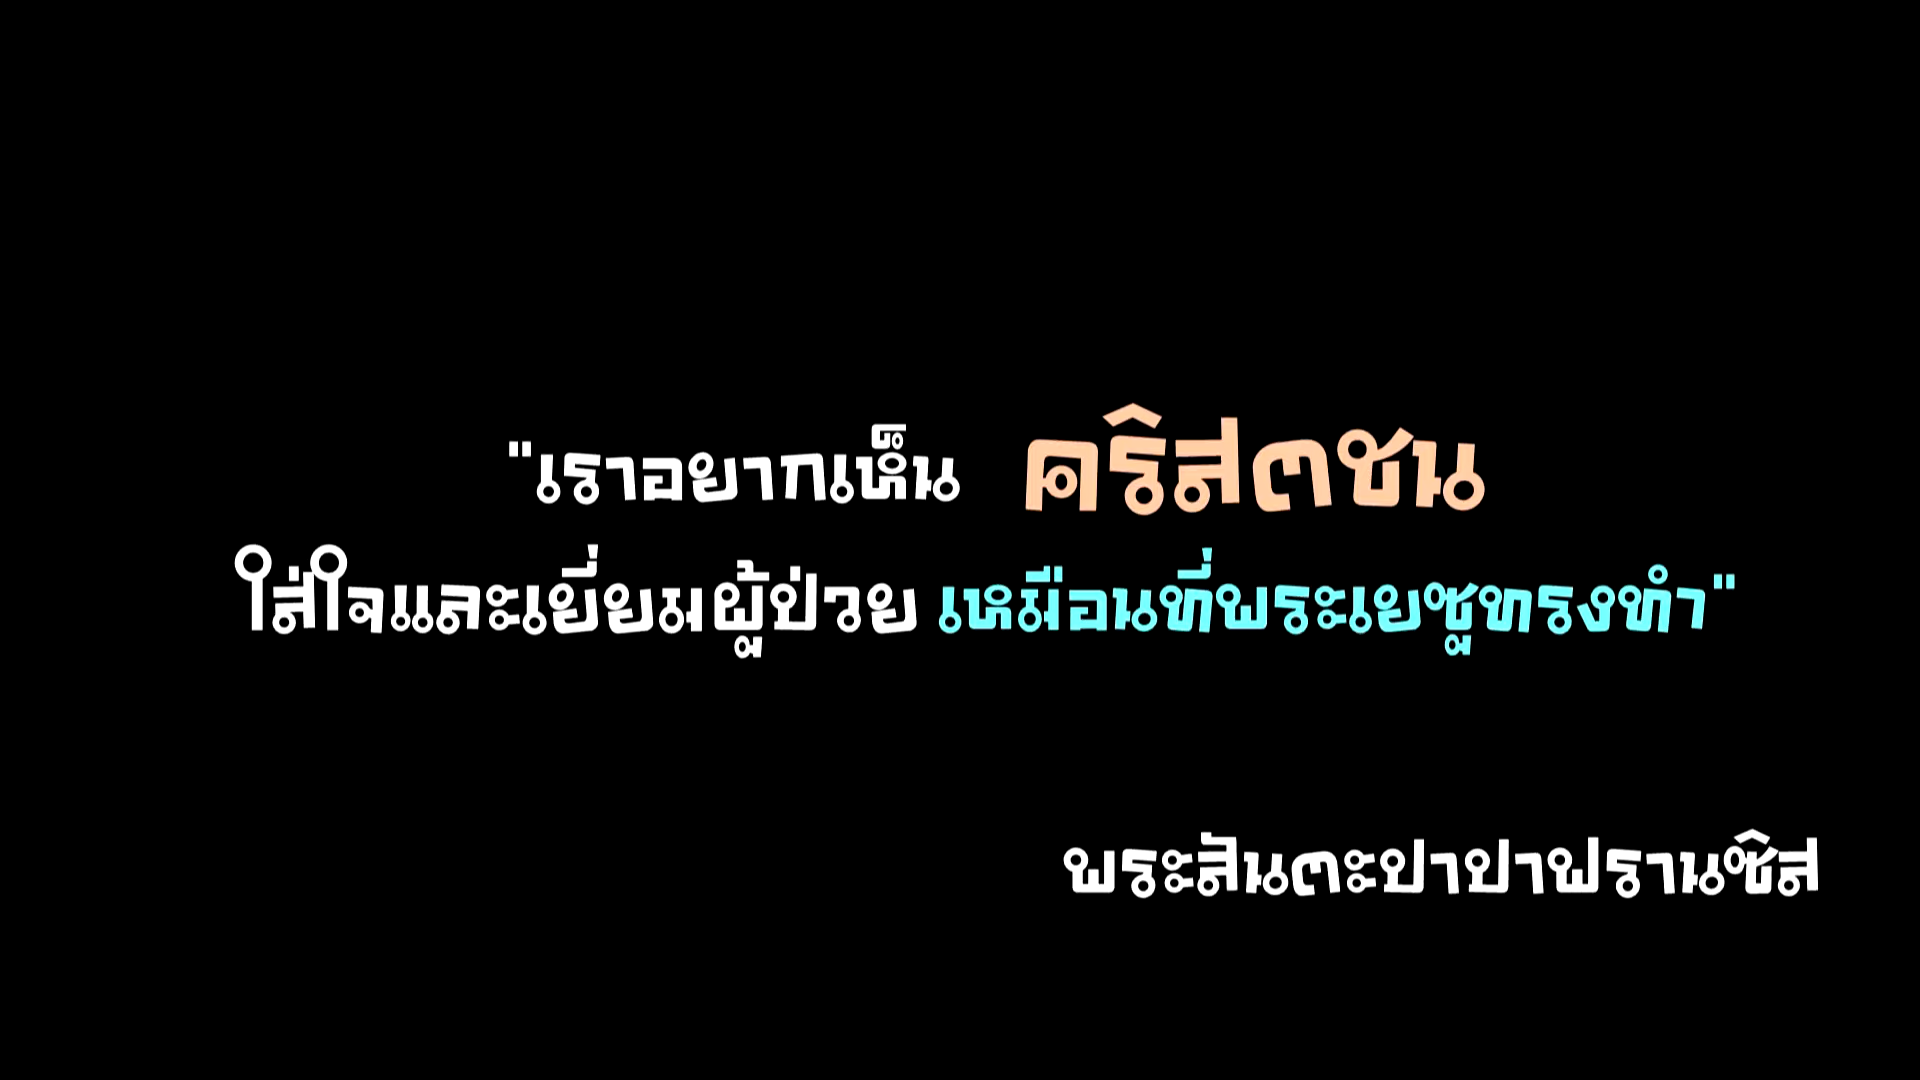 "เราอยากเห็น คริสตชน
ใส่ใจและเยี่ยมผู้ป่วย เหมือนที่พระเยซูทรงทำ"
พระสันตะปาปาฟรานซิส